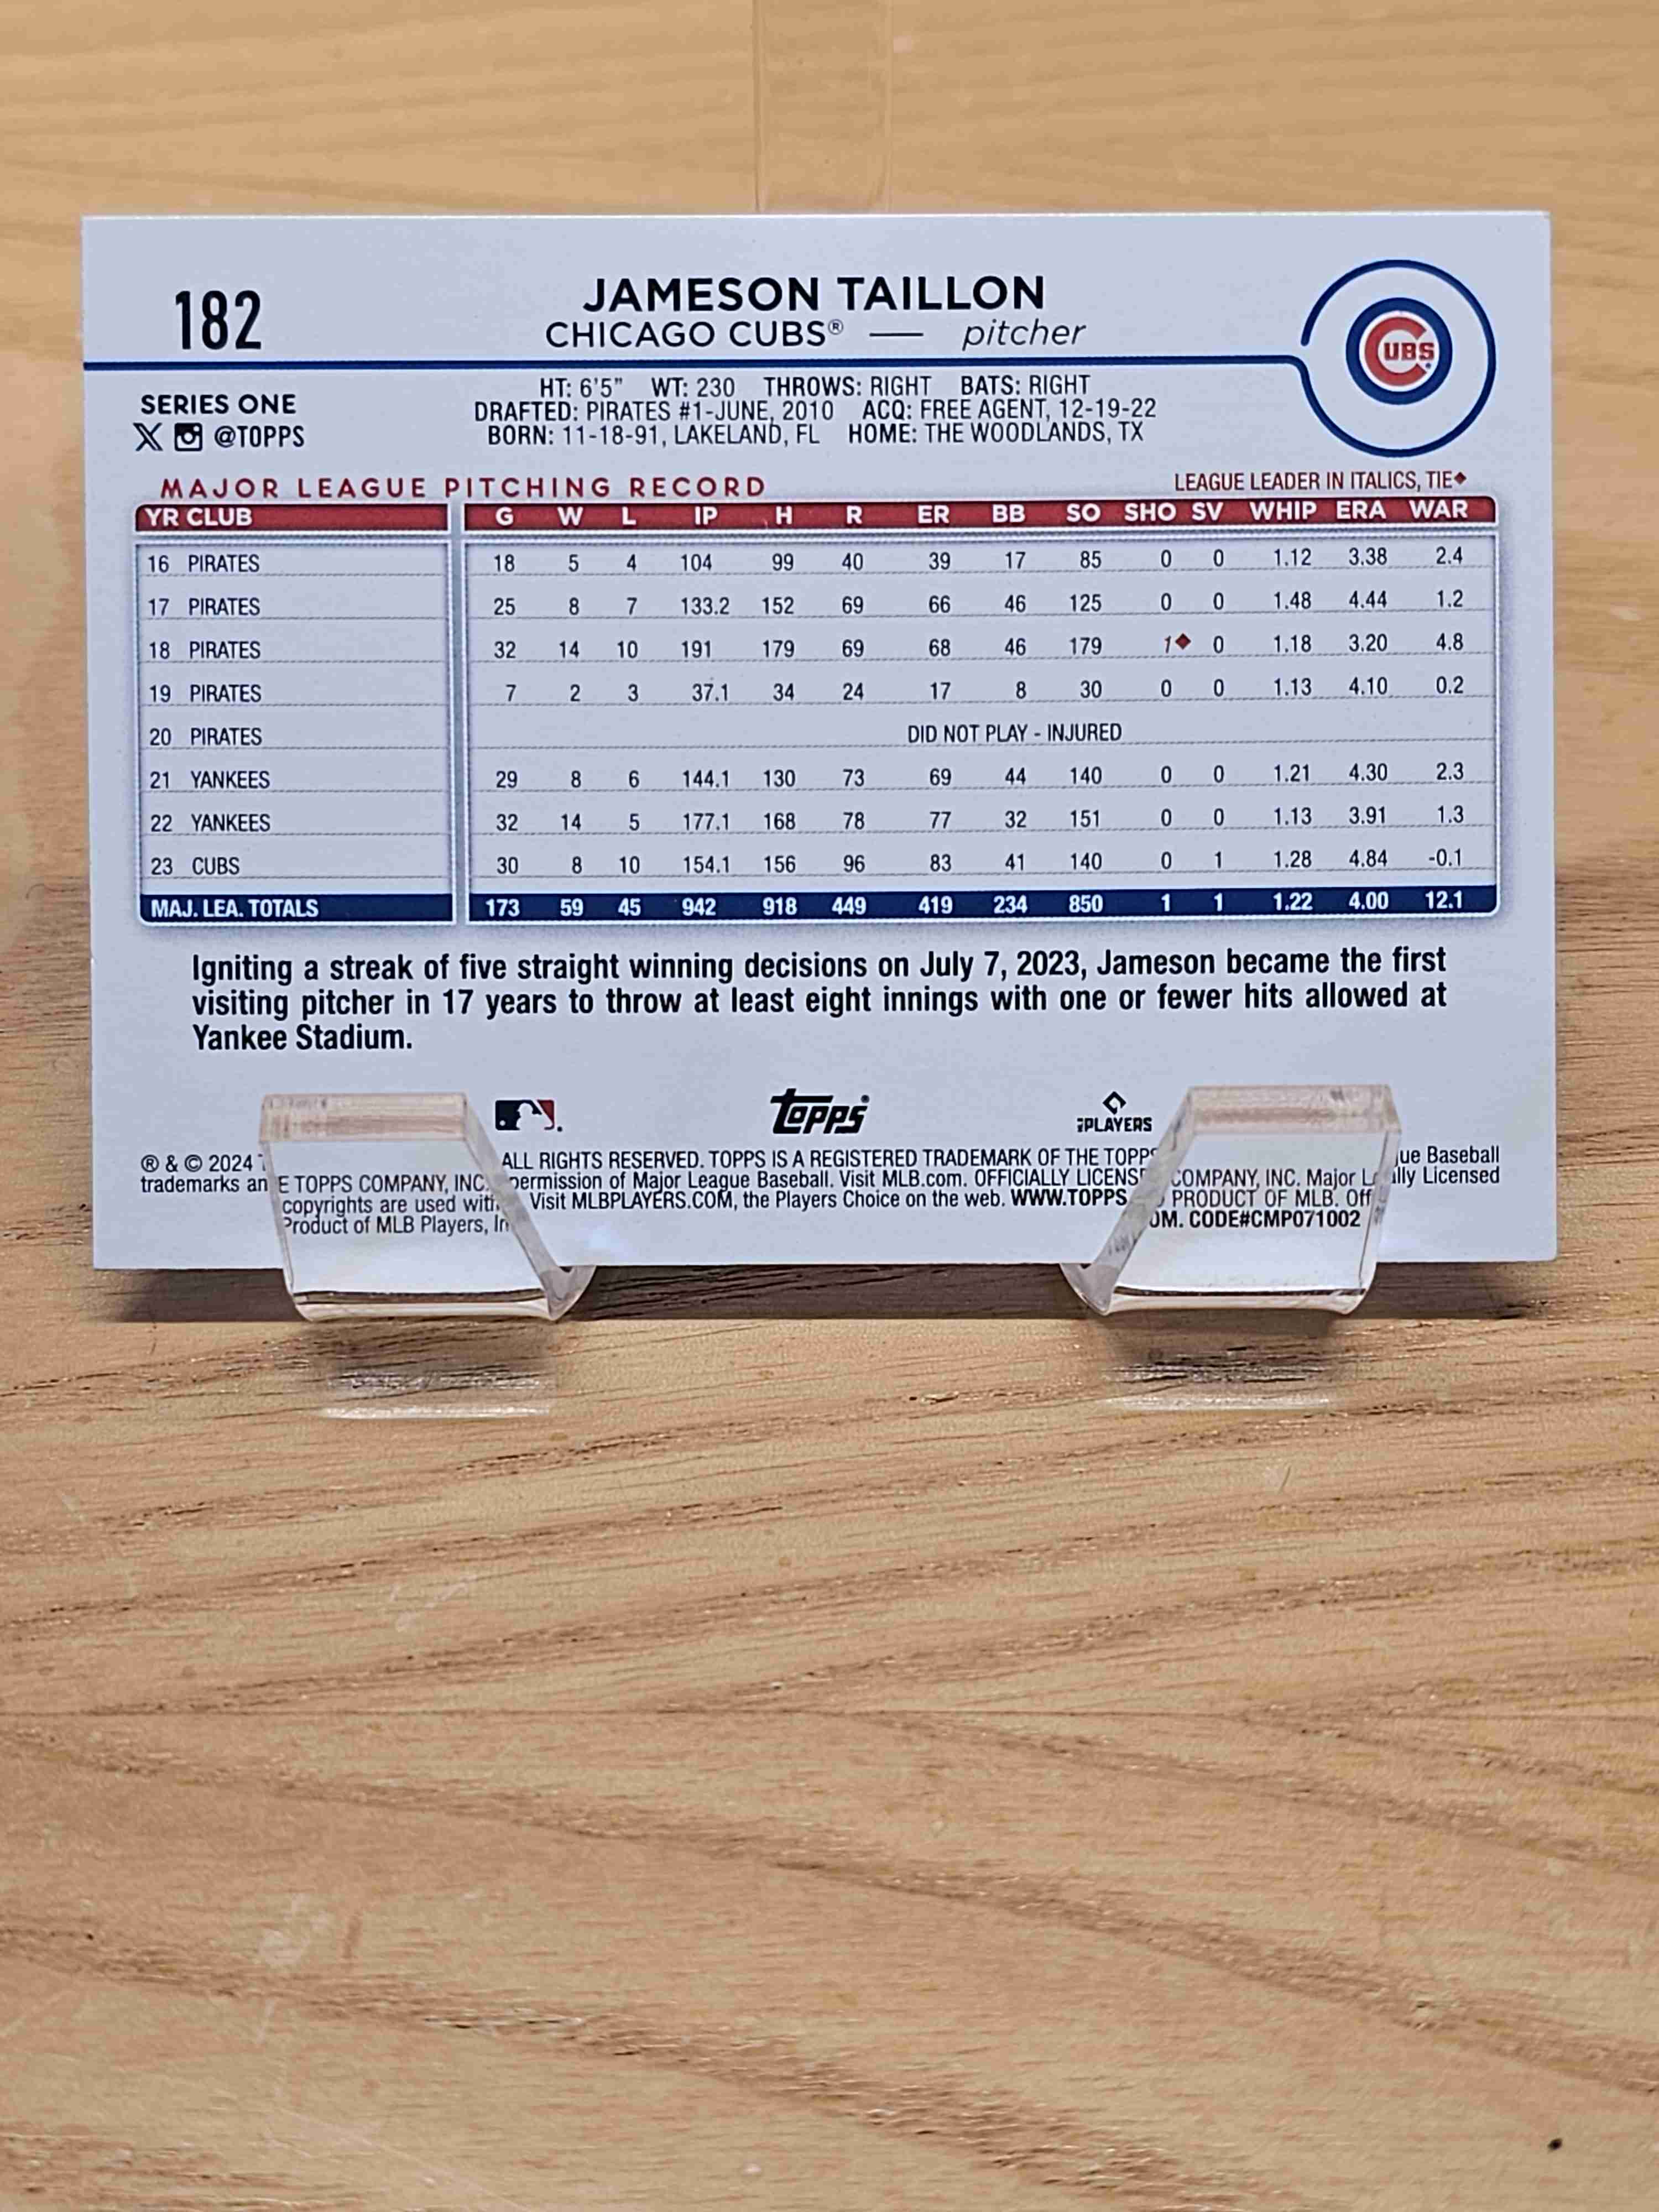 182
JAMESON TAILLON
CHICAGO CUBS® — pitcher
CUBS
SERIES ONE
X @TOPPS
HT: 6'5" WT: 230 THROWS: RIGHT BATS: RIGHT
DRAFTED: PIRATES #1-JUNE, 2010 ACQ: FREE AGENT, 12-19-22
BORN: 11-18-91, LAKELAND, FL HOME: THE WOODLANDS, TX
MAJOR LEAGUE PITCHING RECORD LEAGUE LEADER IN ITALICS, TIE♦
YR CLUB G W L IP H R ER BB SO SHO SV WHIP ERA WAR
16 PIRATES 18 5 4 104 99 40 39 17 85 0 0 1.12 3.38 2.4
17 PIRATES 25 8 7 133.2 152 69 66 46 125 0 0 1.48 4.44 1.2
18 PIRATES 32 14 10 191 179 69 68 46 179 1♦ 0 1.18 3.20 4.8
19 PIRATES 7 2 3 37.1 34 24 17 8 30 0 0 1.13 4.10 0.2
20 PIRATES DID NOT PLAY - INJURED
21 YANKEES 29 8 6 144.1 130 73 69 44 140 0 0 1.21 4.30 2.3
22 YANKEES 32 14 5 177.1 168 78 77 32 151 0 0 1.13 3.91 1.3
23 CUBS 30 8 10 154.1 156 96 83 41 140 0 1 1.28 4.84 -0.1
MAJ. LEA. TOTALS 173 59 45 942 918 449 419 234 850 1 1 1.22 4.00 12.1
Igniting a streak of five straight winning decisions on July 7, 2023, Jameson became the first
visiting pitcher in 17 years to throw at least eight innings with one or fewer hits allowed at
Yankee Stadium.
topps
PLAYERS
® & © 2024 THE TOPPS COMPANY, INC. ALL RIGHTS RESERVED. TOPPS IS A REGISTERED TRADEMARK OF THE TOPPS COMPANY, INC. Major League Baseball
trademarks and copyrights are used with permission of Major League Baseball. Visit MLB.com. OFFICIALLY LICENSED PRODUCT OF MLB. Officially Licensed
Product of MLB Players, Inc. Visit MLBPLAYERS.COM, the Players Choice on the web. WWW.TOPPS.COM. CODE#CMP071002